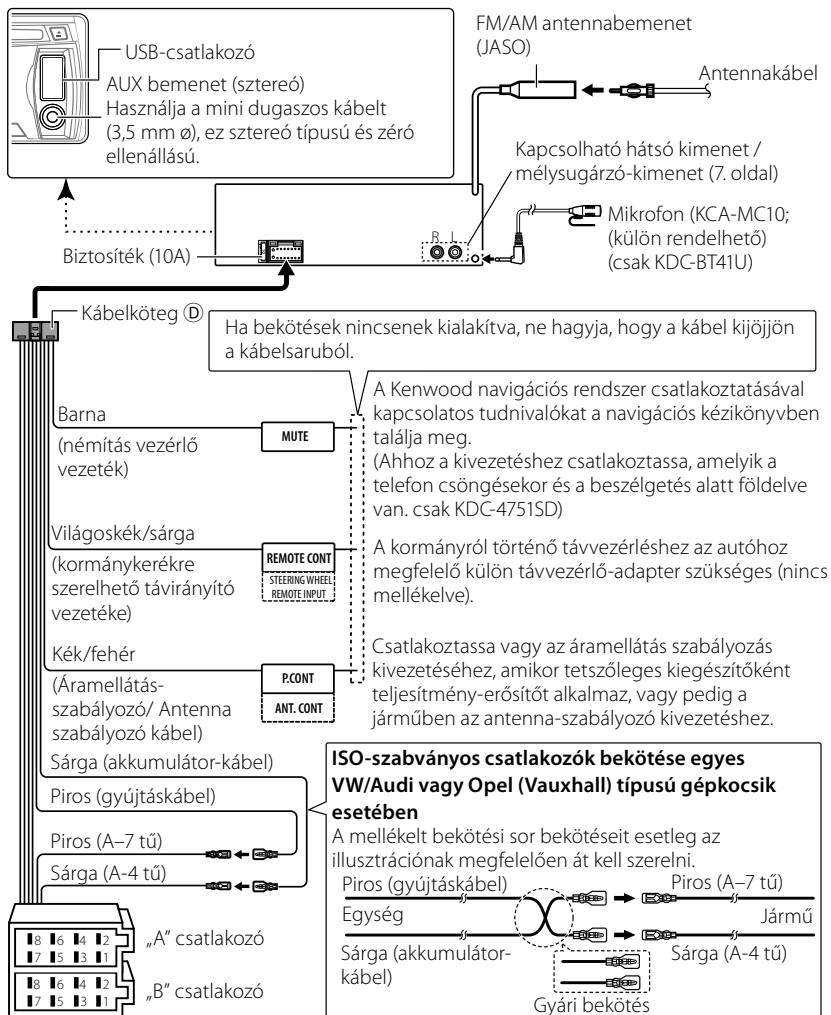 USB-csatlakozó
AUX bemenet (sztereó)
Használja a mini dugaszos kábelt
(3,5 mm ø), ez sztereó típusú és zéró
ellenállású.
FM/AM antennabemenet
(JASO)
Antennakábel
Kapcsolható hátsó kimenet /
mélysugárzó-kimenet (7. oldal)
R L
Mikrofon (KCA-MC10;
(külön rendelhető)
(csak KDC-BT41U)
Biztosíték (10A)
Kábelköteg Ⓓ
Ha bekötések nincsenek kialakítva, ne hagyja, hogy a kábel kijöjjön
a kábelsaruból.
Barna
(némítás vezérlő
vezeték)
MUTE
A Kenwood navigációs rendszer csatlakoztatásával
kapcsolatos tudnivalókat a navigációs kézikönyvben
találja meg.
(Ahhoz a kivezetéshez csatlakoztassa, amelyik a
telefon csöngésekor és a beszélgetés alatt földelve
van. csak KDC-4751SD)
Világoskék/sárga
(kormánykerékre
szerelhető távirányító
vezetéke)
REMOTE CONT
STEERING WHEEL
REMOTE INPUT
A kormányról történő távvezérléshez az autóhoz
megfelelő külön távvezérlő-adapter szükséges (nincs
mellékelve).
Kék/fehér
(Áramellátás-
szabályozó/ Antenna
szabályozó kábel)
P.CONT
ANT. CONT
Csatlakoztassa vagy az áramellátás szabályozás
kivezetéséhez, amikor tetszőleges kiegészítőként
teljesítmény-erősítőt alkalmaz, vagy pedig a
járműben az antenna-szabályozó kivezetéshez.
Sárga (akkumulátor-kábel)
Piros (gyújtáskábel)
Piros (A–7 tű)
Sárga (A-4 tű)
8 6 4 2
7 5 3 1
„A” csatlakozó
8 6 4 2
7 5 3 1
„B” csatlakozó
ISO-szabványos csatlakozók bekötése egyes
VW/Audi vagy Opel (Vauxhall) típusú gépkocsik
esetében
A mellékelt bekötési sor bekötéseit esetleg az
illusztrációnak megfelelően át kell szerelni.
Piros (gyújtáskábel)
Piros (A–7 tű)
Egység
Jármű
Sárga (akkumulátor-
kábel)
Sárga (A-4 tű)
Gyári bekötés